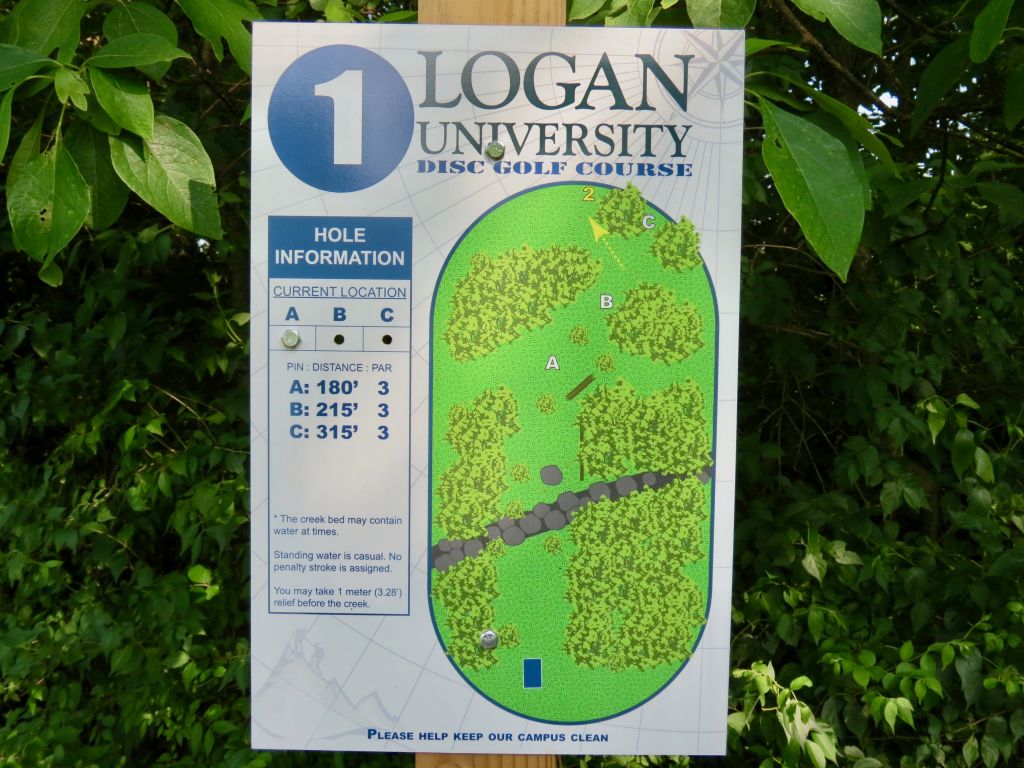 1
LOGAN
UNIVERSITY
DISC GOLF COURSE
HOLE
INFORMATION
CURRENT LOCATION
A B C
PIN : DISTANCE : PAR
A: 180' 3
B: 215' 3
C: 315' 3
* The creek bed may contain
water at times.
Standing water is casual. No
penalty stroke is assigned.
You may take 1 meter (3.28')
relief before the creek.
2
C
B
A
PLEASE HELP KEEP OUR CAMPUS CLEAN